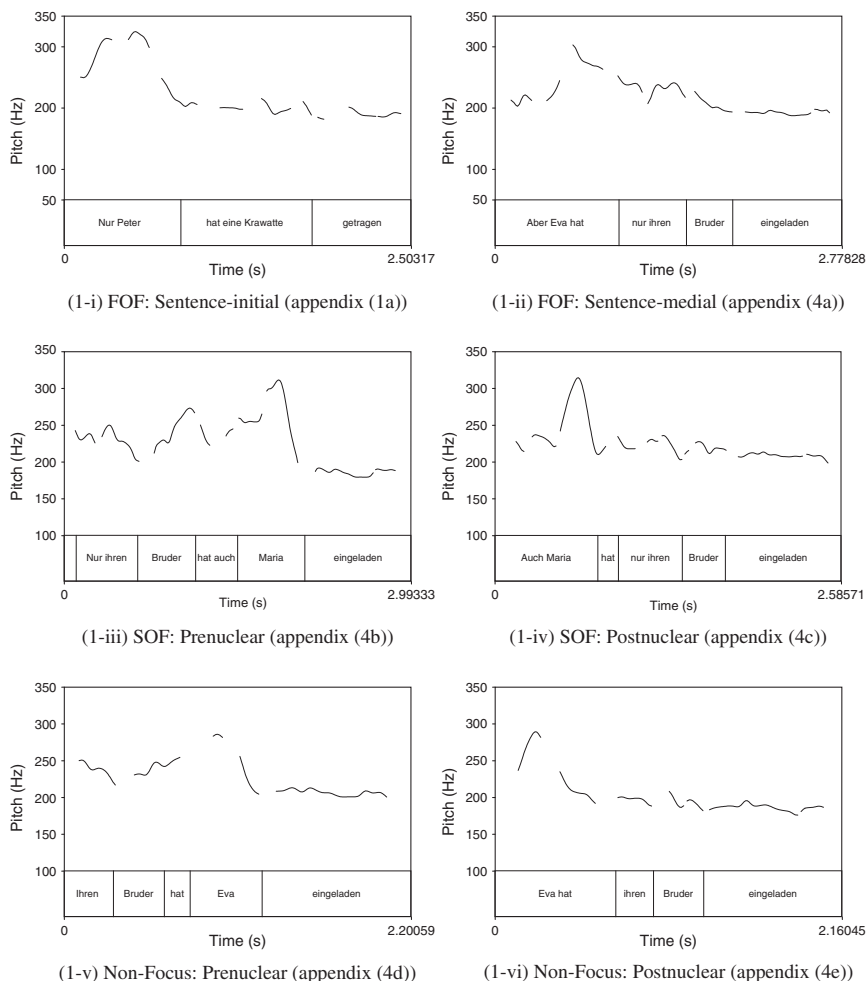 350
300
200
100
50
Pitch (Hz)
Nur Peter hat eine Krawatte getragen
0 2.50317
Time (s)
(1-i) FOF: Sentence-initial (appendix (1a))
350
300
200
100
50
Pitch (Hz)
Aber Eva hat nur ihren Bruder eingeladen
0 2.77828
Time (s)
(1-ii) FOF: Sentence-medial (appendix (4a))
350
300
250
200
150
100
Pitch (Hz)
Nur ihren Bruder hat auch Maria eingeladen
0 2.99333
Time (s)
(1-iii) SOF: Prenuclear (appendix (4b))
350
300
250
200
150
100
Pitch (Hz)
Auch Maria hat nur ihren Bruder eingeladen
0 2.58571
Time (s)
(1-iv) SOF: Postnuclear (appendix (4c))
350
300
250
200
150
100
Pitch (Hz)
Ihren Bruder hat Eva eingeladen
0 2.20059
Time (s)
(1-v) Non-Focus: Prenuclear (appendix (4d))
350
300
250
200
150
100
Pitch (Hz)
Eva hat ihren Bruder eingeladen
0 2.16045
Time (s)
(1-vi) Non-Focus: Postnuclear (appendix (4e))